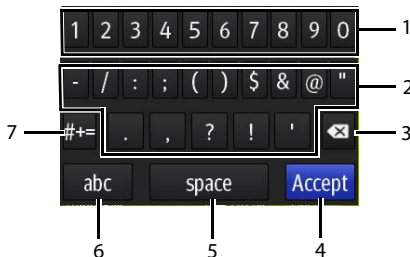 1 2 3 4 5 6 7 8 9 0 1
- / : ; ( ) $ & @ " 2
7 #+= . , ? ! ' 3
abc space Accept
6 5 4